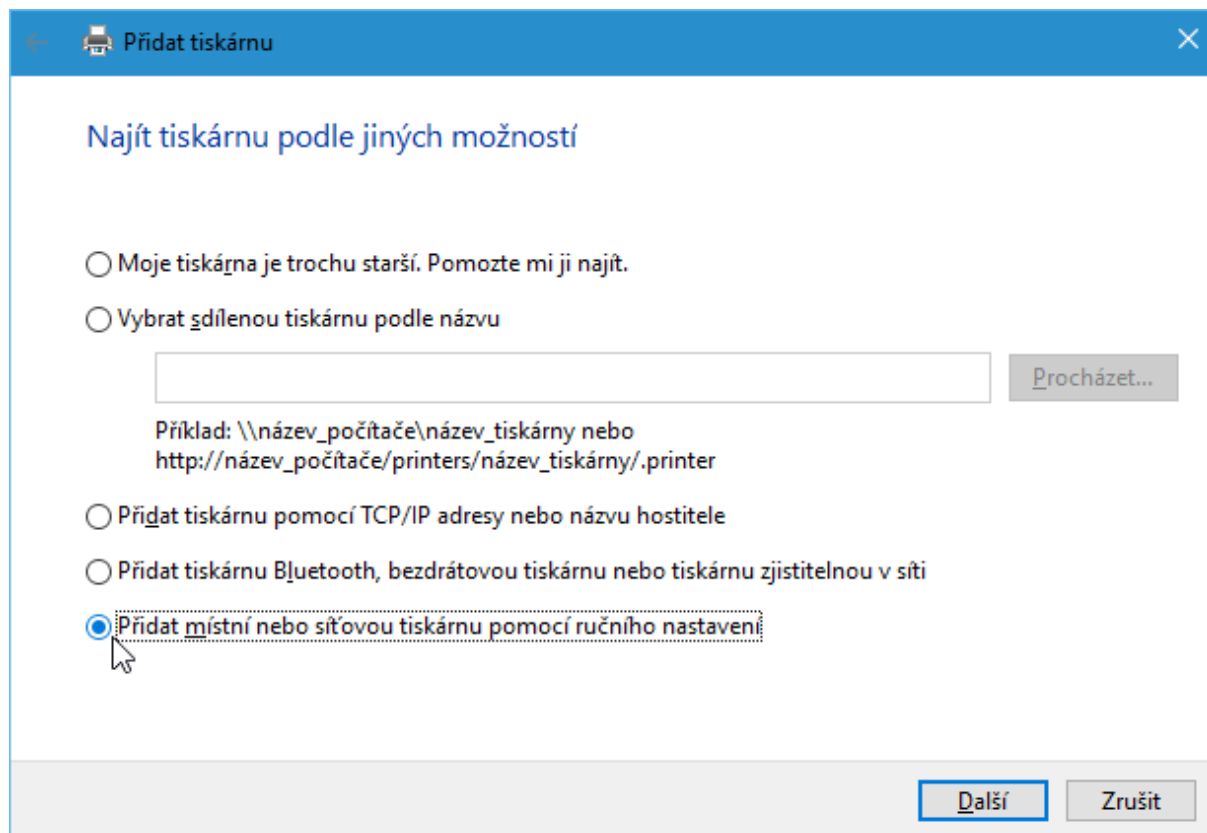 Přidat tiskárnu
Najít tiskárnu podle jiných možností
Moje tiskárna je trochu starší. Pomozte mi ji najít.
Vybrat sdílenou tiskárnu podle názvu
Procházet...
Příklad: \\název_počítače\název_tiskárny nebo
http://název_počítače/printers/název_tiskárny/.printer
Přidat tiskárnu pomocí TCP/IP adresy nebo názvu hostitele
Přidat tiskárnu Bluetooth, bezdrátovou tiskárnu nebo tiskárnu zjistitelnou v síti
Přidat místní nebo síťovou tiskárnu pomocí ručního nastavení
Další Zrušit